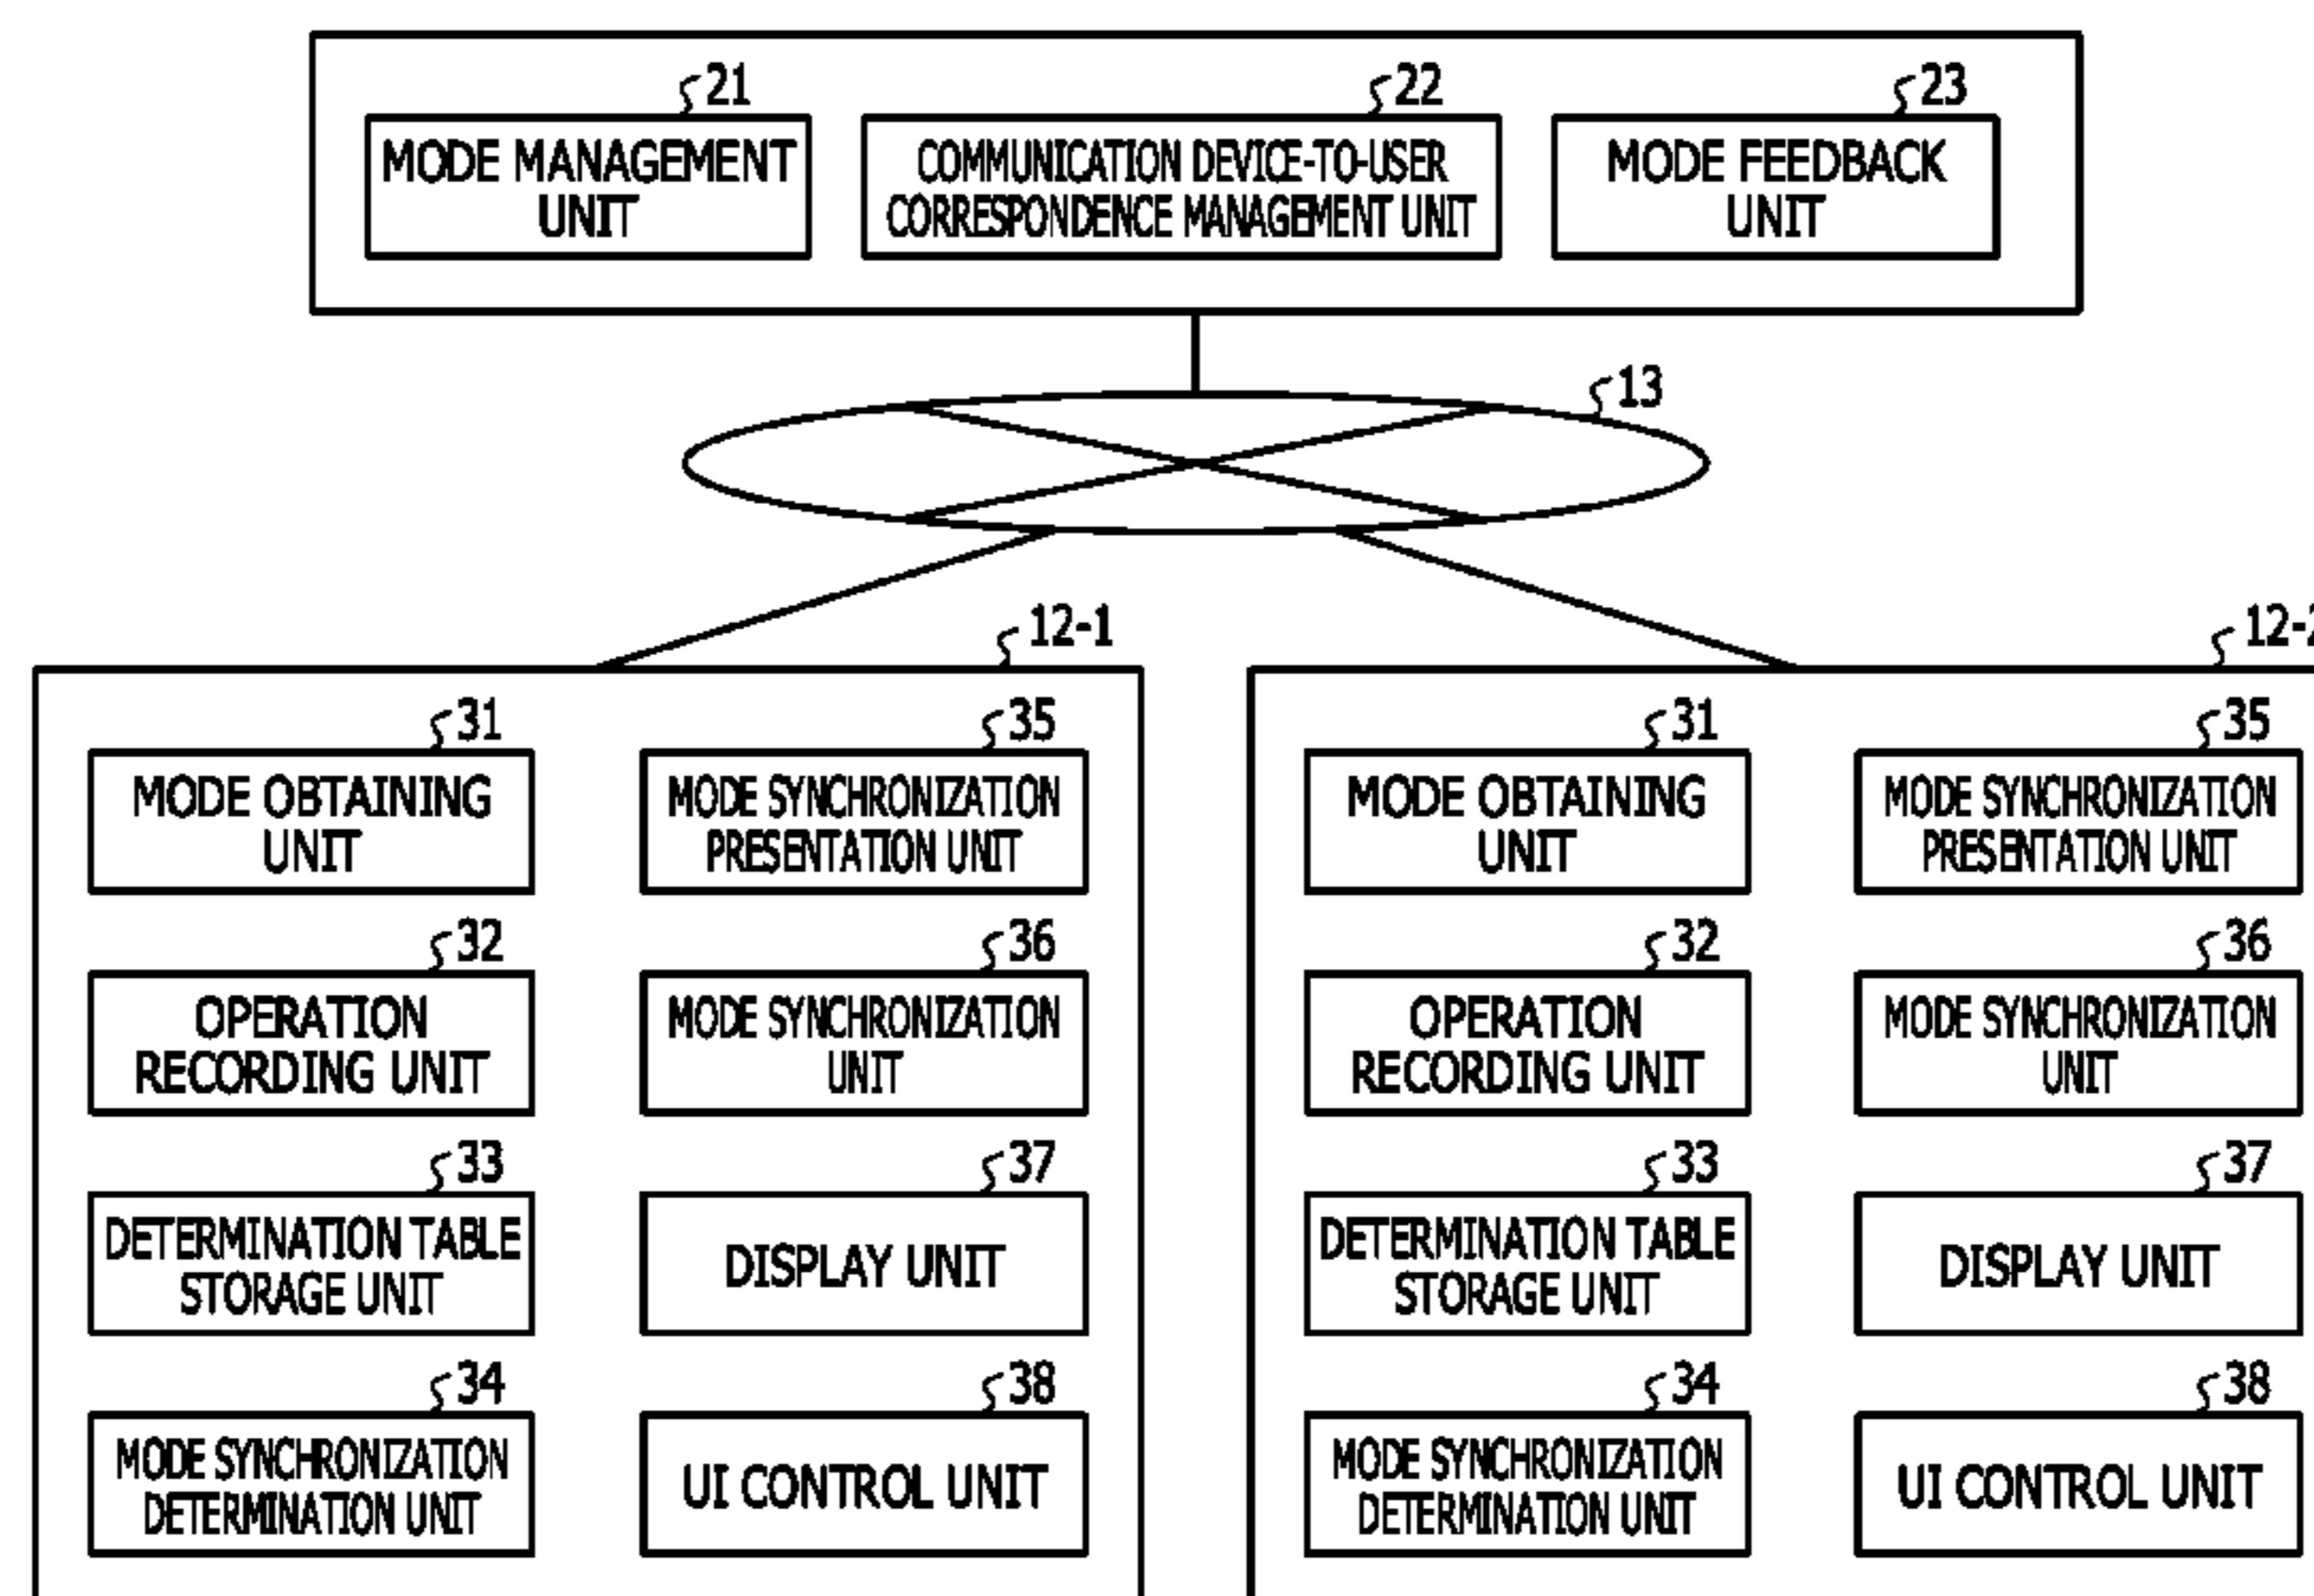 21
MODE MANAGEMENT
UNIT
22
COMMUNICATION DEVICE-TO-USER
CORRESPONDENCE MANAGEMENT UNIT
23
MODE FEEDBACK
UNIT
13
12-1
31
MODE OBTAINING
UNIT
35
MODE SYNCHRONIZATION
PRESENTATION UNIT
32
OPERATION
RECORDING UNIT
36
MODE SYNCHRONIZATION
UNIT
33
DETERMINATION TABLE
STORAGE UNIT
37
DISPLAY UNIT
34
MODE SYNCHRONIZATION
DETERMINATION UNIT
38
UI CONTROL UNIT
12-2
31
MODE OBTAINING
UNIT
35
MODE SYNCHRONIZATION
PRESENTATION UNIT
32
OPERATION
RECORDING UNIT
36
MODE SYNCHRONIZATION
UNIT
33
DETERMINATION TABLE
STORAGE UNIT
37
DISPLAY UNIT
34
MODE SYNCHRONIZATION
DETERMINATION UNIT
38
UI CONTROL UNIT